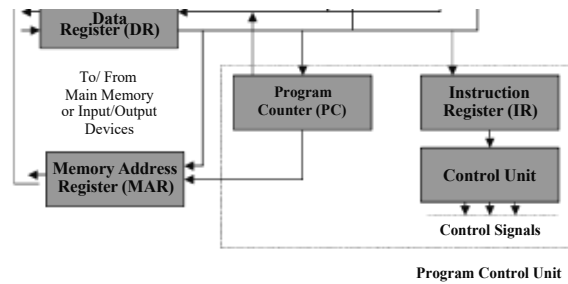 Data
Register (DR)
To/ From
Main Memory
or Input/Output
Devices
Program
Counter (PC)
Instruction
Register (IR)
Memory Address
Register (MAR)
Control Unit
Control Signals
Program Control Unit